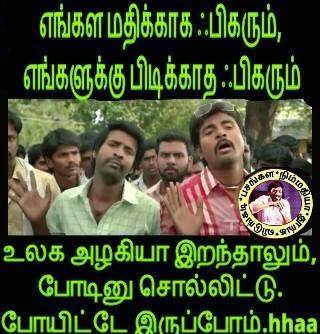 எங்கள மதிக்காத ஃபிகரும்,
எங்களுக்கு பிடிக்காத ஃபிகரும்
உலக அழகியா இறந்தாலும்,
போடினு சொல்லிட்டு.
போயிட்டே இருப்போம்.hhaa